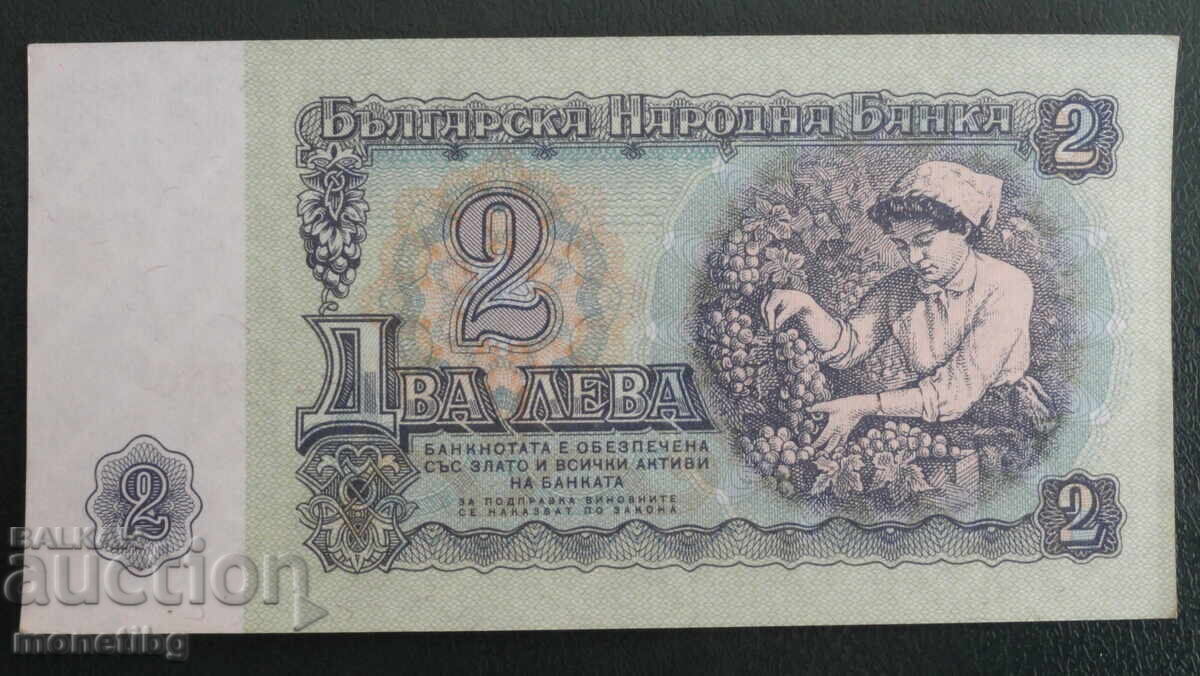 Българска Народна Банка 2
2
Два лева
БАНКНОТАТА Е ОБЕЗПЕЧЕНА
СЪС ЗЛАТО И ВСИЧКИ АКТИВИ
НА БАНКАТА
ЗА ПОДПРАВКА ВИНОВНИТЕ
СЕ НАКАЗВАТ ПО ЗАКОНА
2
2
BALKAN
auction
monetibg